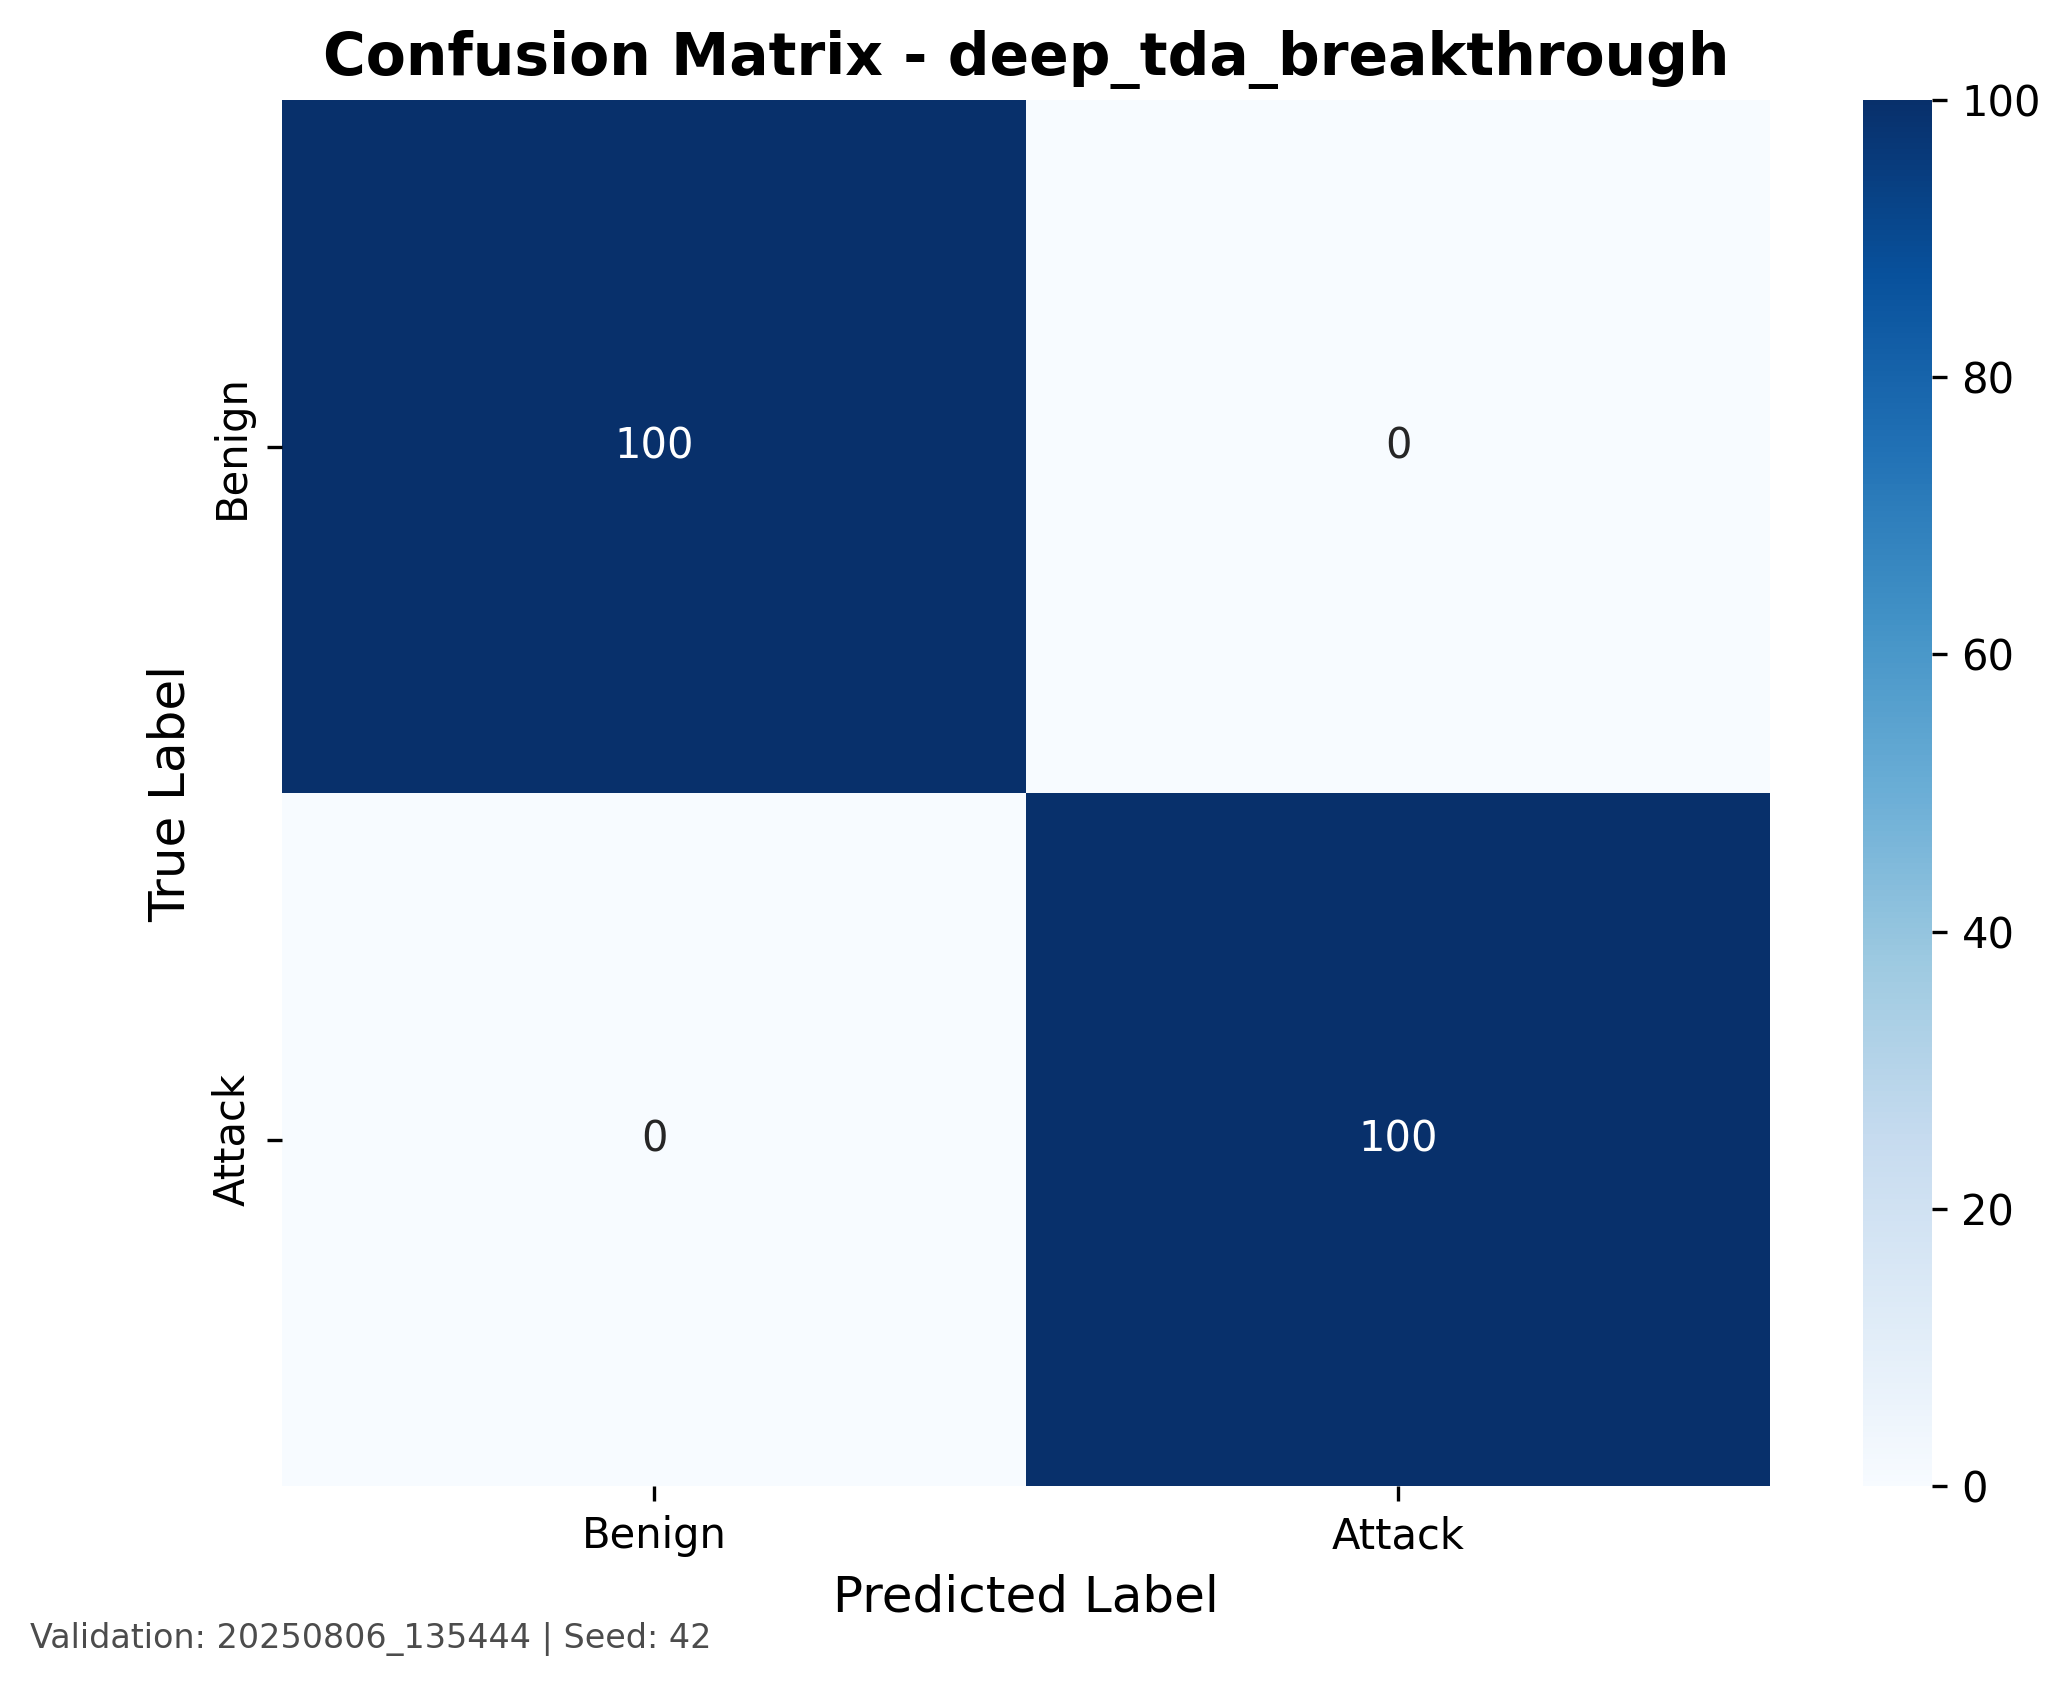 Confusion Matrix - deep_tda_breakthrough
True Label
Benign
Attack
100
0
0
100
Benign
Attack
Predicted Label
100
80
60
40
20
0
Validation: 20250806_135444 | Seed: 42